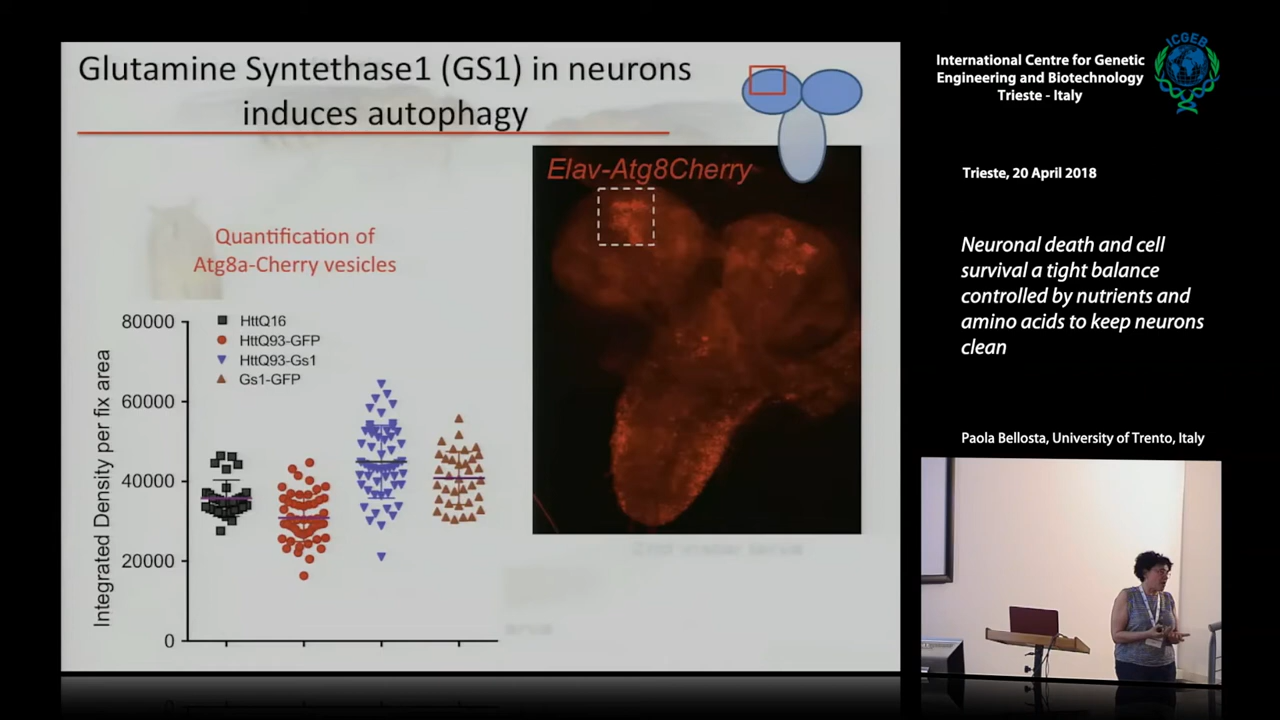 Glutamine Syntethase1 (GS1) in neurons
induces autophagy
Elav-Atg8Cherry
Quantification of
Atg8a-Cherry vesicles
HttQ16
HttQ93-GFP
HttQ93-Gs1
Gs1-GFP
Integrated Density per fix area
80000
60000
40000
20000
0
International Centre for Genetic
Engineering and Biotechnology
Trieste - Italy
ICGEB
Trieste, 20 April 2018
Neuronal death and cell
survival a tight balance
controlled by nutrients and
amino acids to keep neurons
clean
Paola Bellosta, University of Trento, Italy